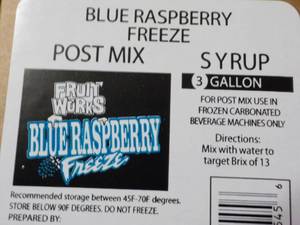 BLUE RASPBERRY
FREEZE
POST MIX
SYRUP
3 GALLON
FOR POST MIX USE IN
FROZEN CARBONATED
BEVERAGE MACHINES ONLY
Directions:
Mix with water to
target Brix of 13
FRUIT
WORKS
BLUE RASPBERRY
Freeze
Recommended storage between 45F-70F degrees.
STORE BELOW 90F DEGREES. DO NOT FREEZE.
PREPARED BY: